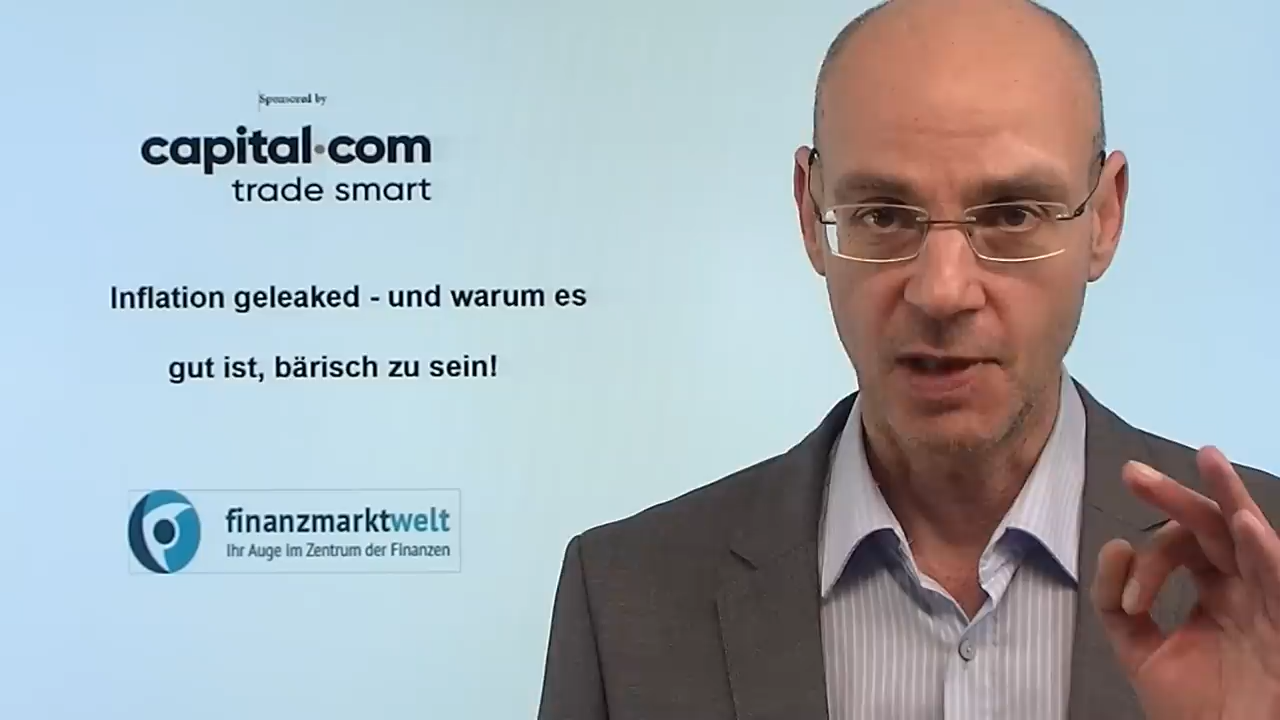 Sponsored by
capital.com
trade smart
Inflation geleaked - und warum es
gut ist, bärisch zu sein!
finanzmarktwelt
Ihr Auge im Zentrum der Finanzen